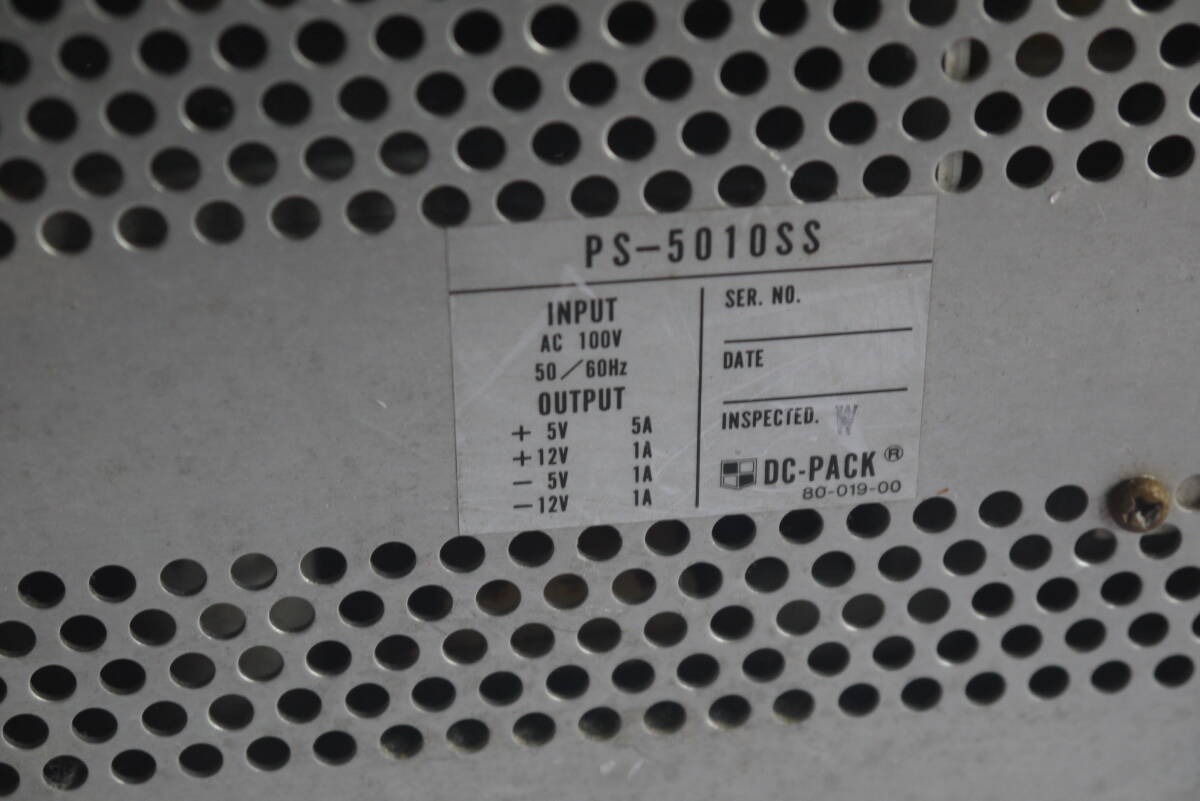 PS-5010SS
INPUT
AC 100V
50/60Hz
OUTPUT
+ 5V 5A
+12V 1A
- 5V 1A
-12V 1A
SER. NO.
DATE
INSPECTED. W
DC-PACK®
80-019-00